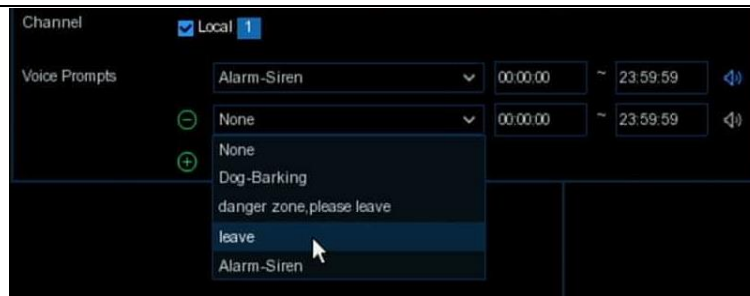 Channel Local 1
Voice Prompts Alarm-Siren 00:00:00 ~ 23:59:59
None 00:00:00 ~ 23:59:59
None
Dog-Barking
danger zone,please leave
leave
Alarm-Siren